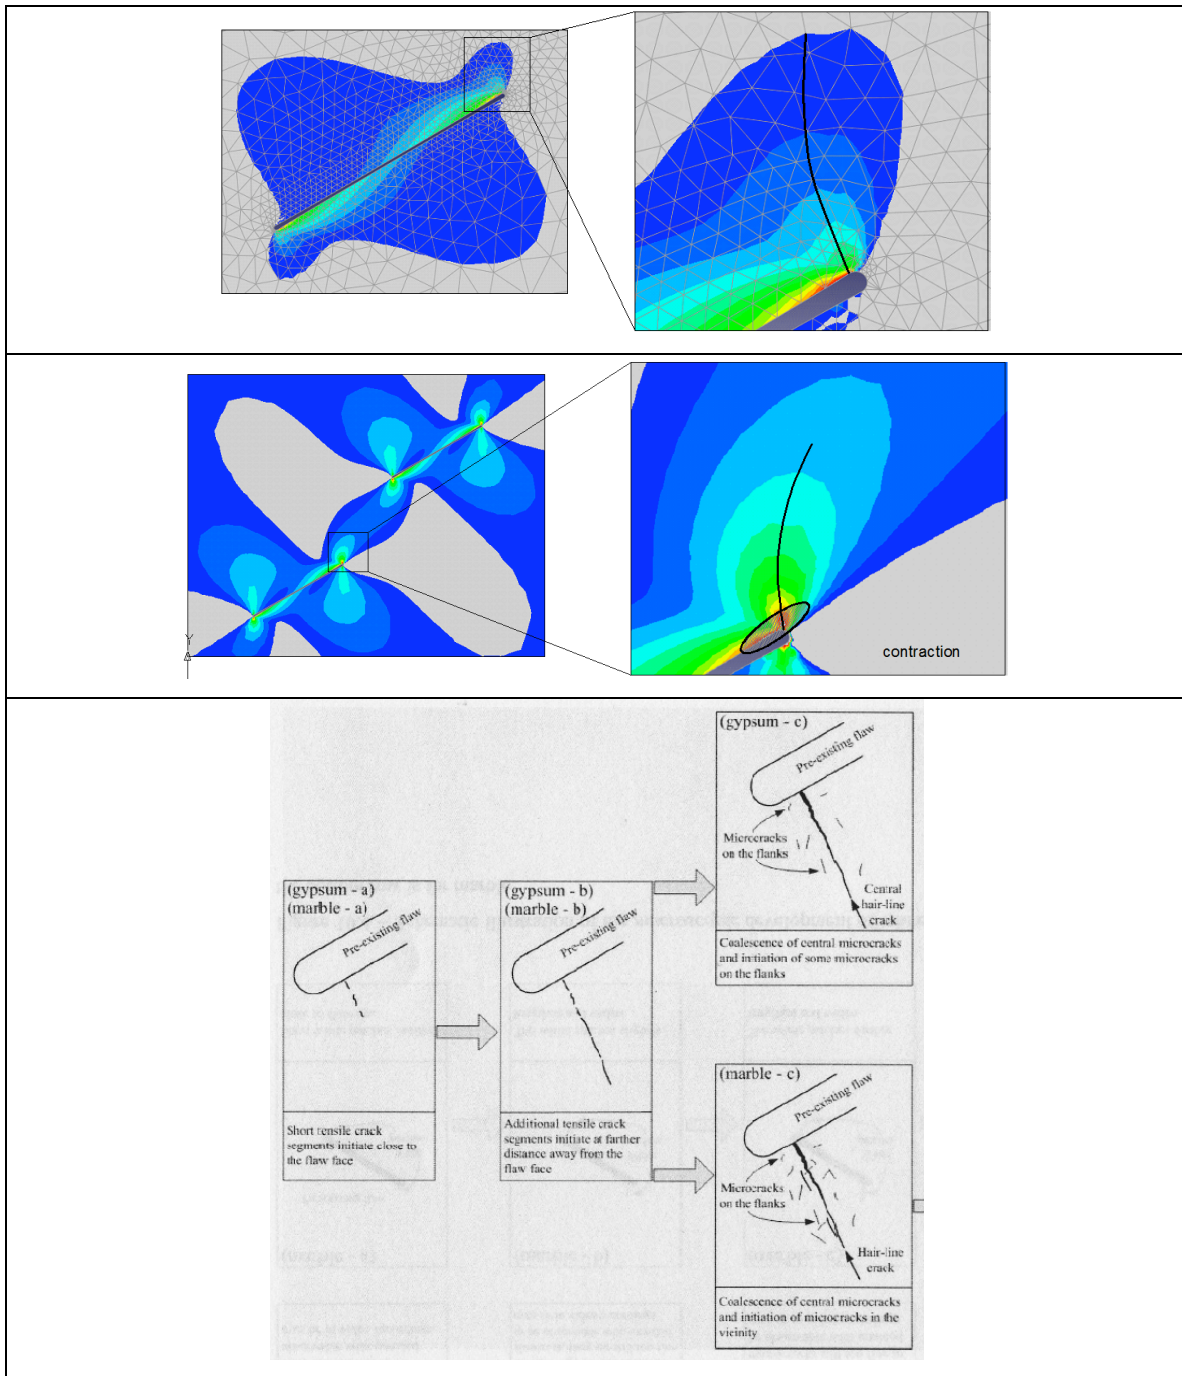 Y
contraction
(gypsum - c)
Pre-existing flaw
Microcracks
on the flanks
Central
hair-line
crack
Coalescence of central microcracks
and initiation of some microcracks
on the flanks
(gypsum - a)
(marble - a)
Pre-existing flaw
Short tensile crack
segments initiate close to
the flaw face
(gypsum - b)
(marble - b)
Pre-existing flaw
Additional tensile crack
segments initiate at farther
distance away from the
flaw face
(marble - c)
Pre-existing flaw
Microcracks
on the flanks
Hair-line
crack
Coalescence of central microcracks
and initiation of microcracks in the
vicinity